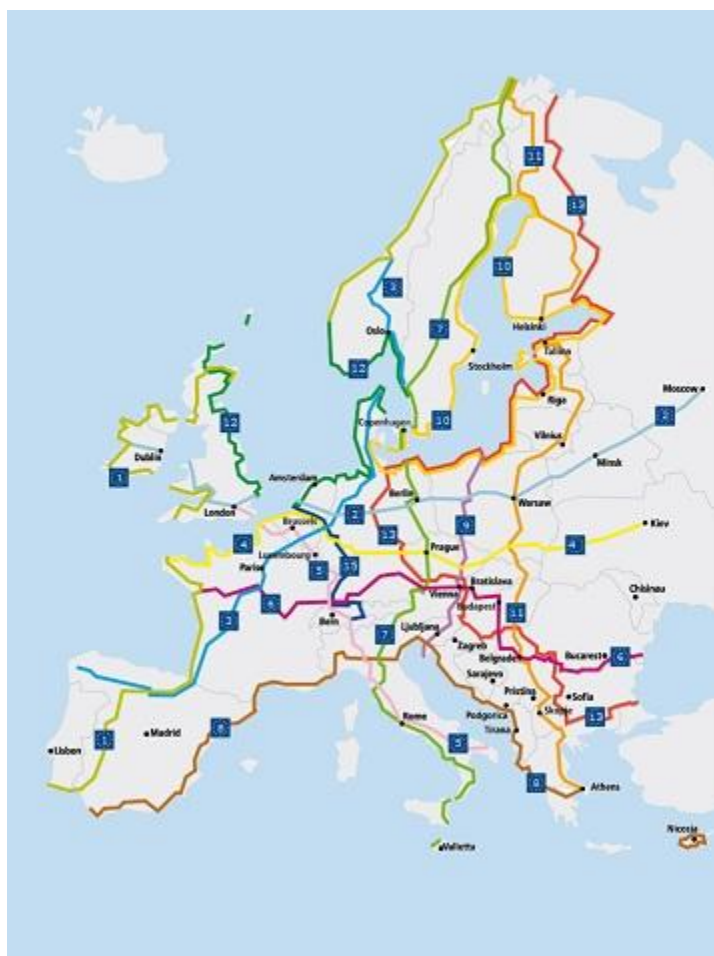 11
13
3
10
Oslo
7
Helsinki
Tallinn
Stockholm
12
Moscow
Riga
12
10
Copenhagen
2
Vilnius
Dublin
Minsk
1
Amsterdam
Berlin
London
2
Warsaw
Brussels
9
Kiev
13
4
4
Prague
Luxembourg
Paris
5
15
Bratislava
Chisinau
Vienna
6
Budapest
3
11
Bern
7
Ljubljana
Zagreb
Belgrade
Bucarest
6
Sarajevo
Pristina
Sofia
Podgorica
Skopje
13
Rome
Madrid
8
1
5
Tirana
Lisbon
8
Athens
Nicosia
Valletta